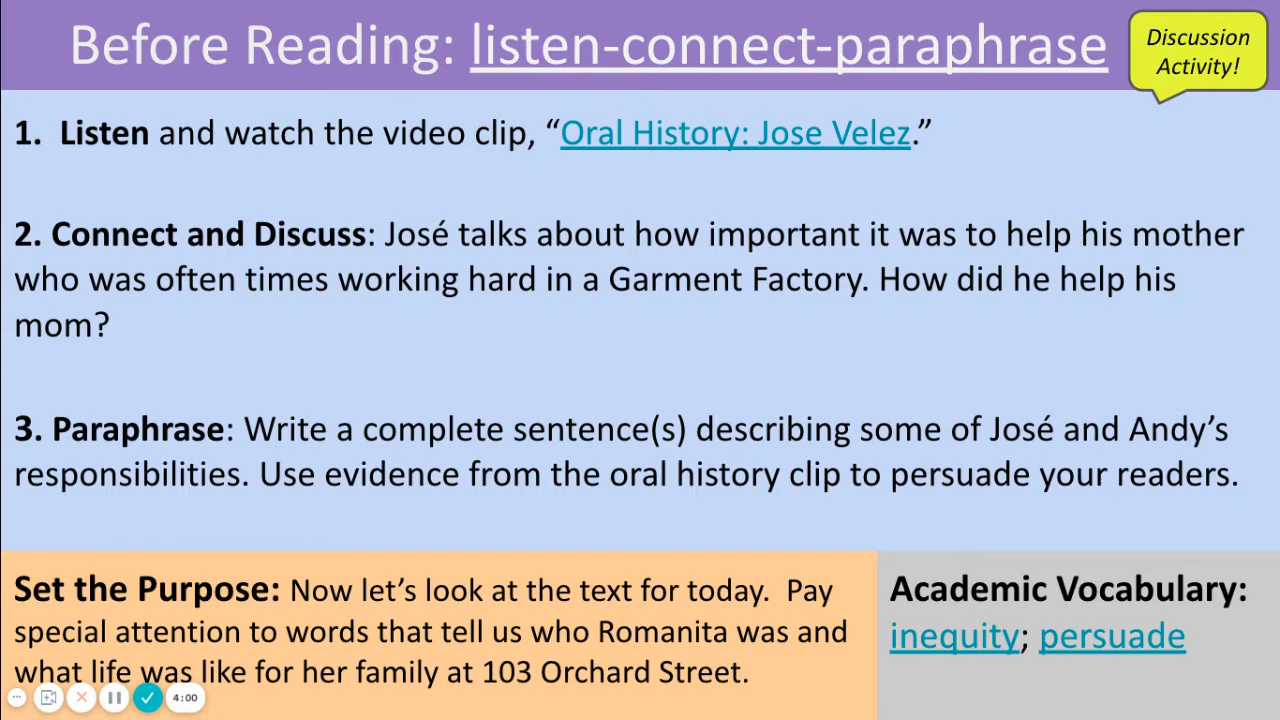 Before Reading: listen-connect-paraphrase
Discussion
Activity!
1. Listen and watch the video clip, “Oral History: Jose Velez.”
2. Connect and Discuss: José talks about how important it was to help his mother
who was often times working hard in a Garment Factory. How did he help his
mom?
3. Paraphrase: Write a complete sentence(s) describing some of José and Andy’s
responsibilities. Use evidence from the oral history clip to persuade your readers.
Set the Purpose: Now let’s look at the text for today. Pay
special attention to words that tell us who Romanita was and
what life was like for her family at 103 Orchard Street.
Academic Vocabulary:
inequity; persuade
4:00